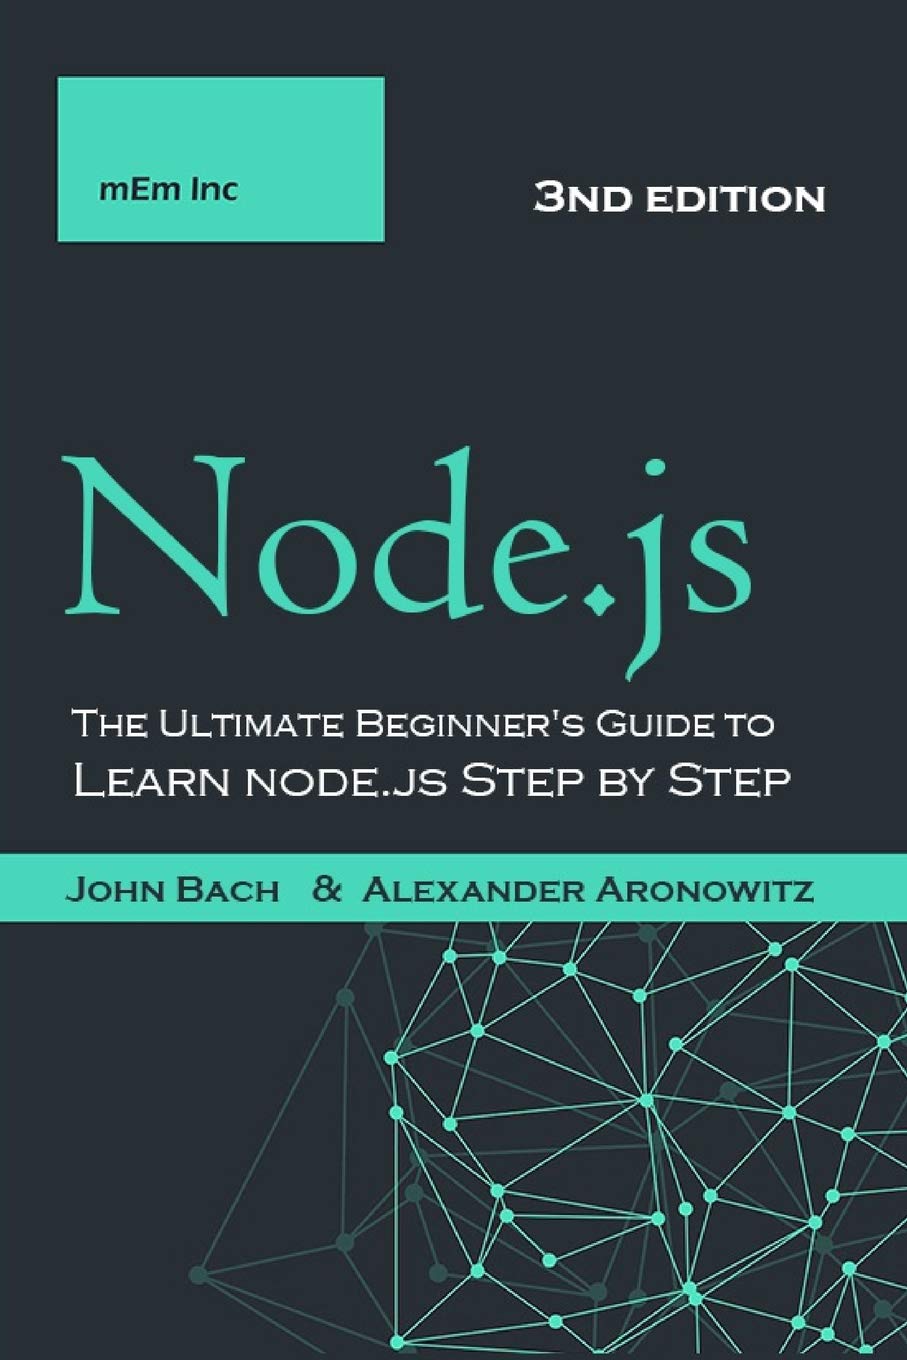 mEm Inc
3ND EDITION
Node.js
THE ULTIMATE BEGINNER'S GUIDE TO
LEARN NODE.JS STEP BY STEP
JOHN BACH & ALEXANDER ARONOWITZ